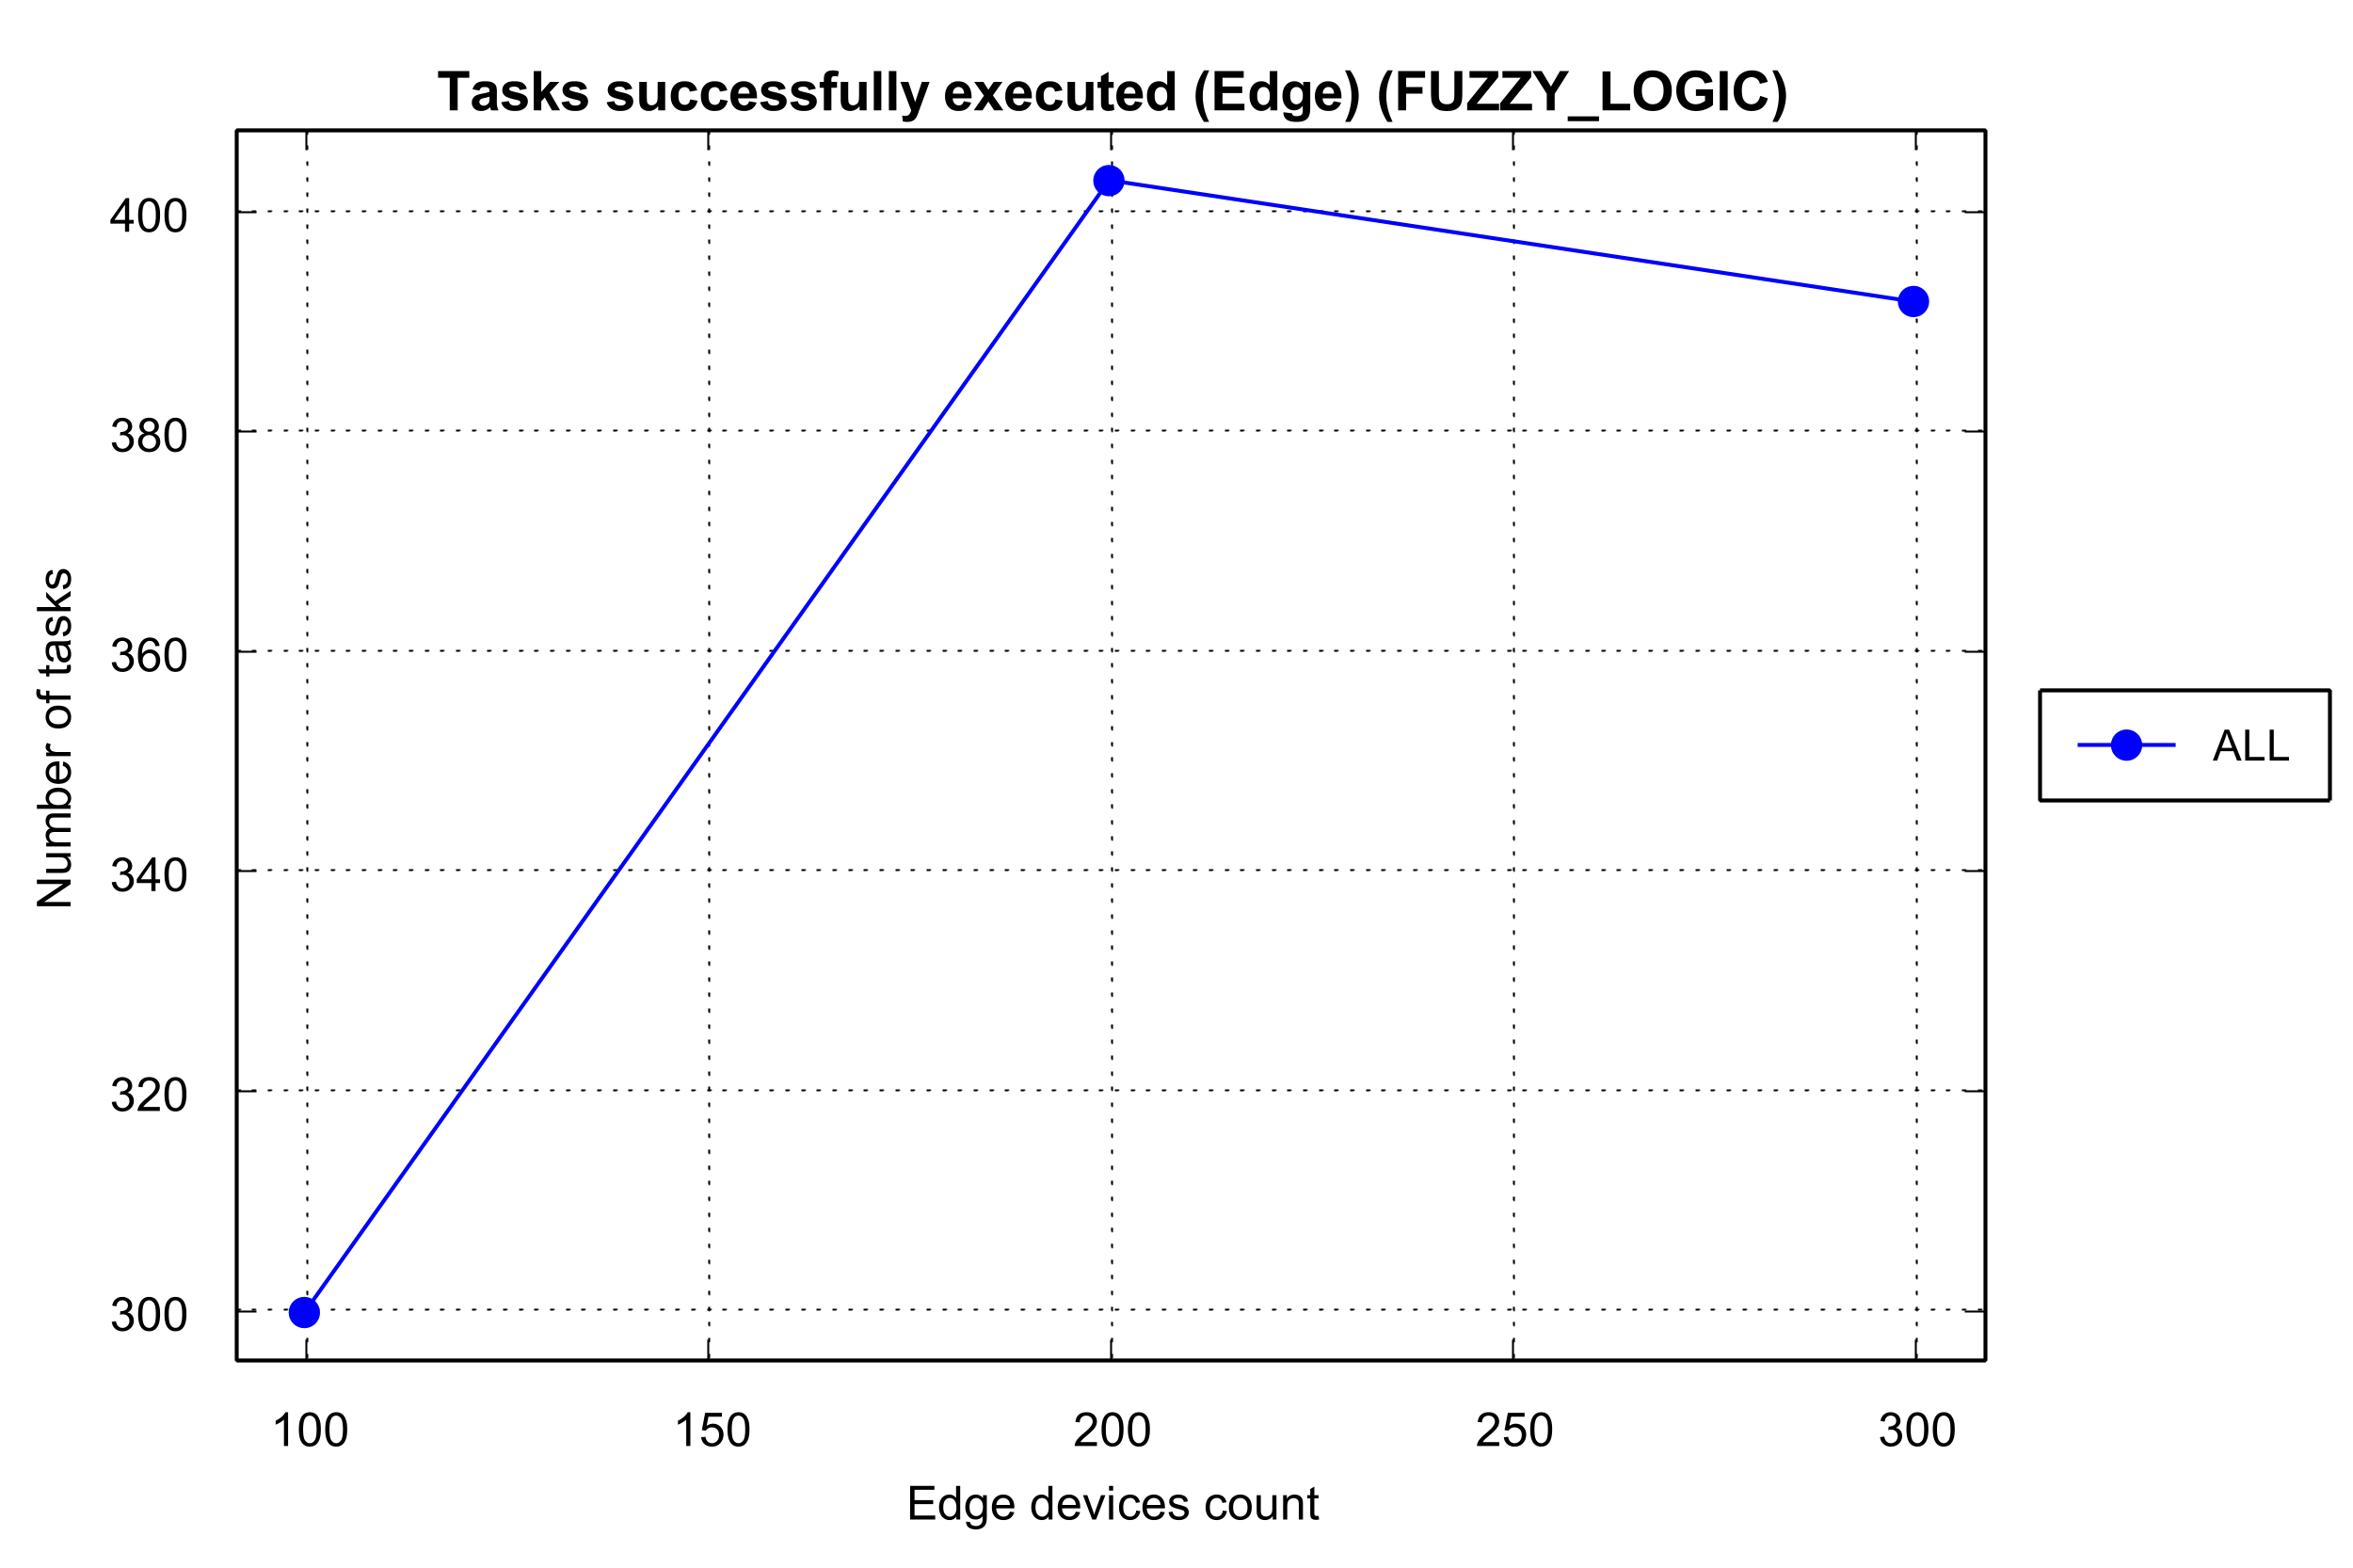 Tasks successfully executed (Edge) (FUZZY_LOGIC)
Number of tasks
400
380
360
340
320
300
100 150 200 250 300
Edge devices count
ALL